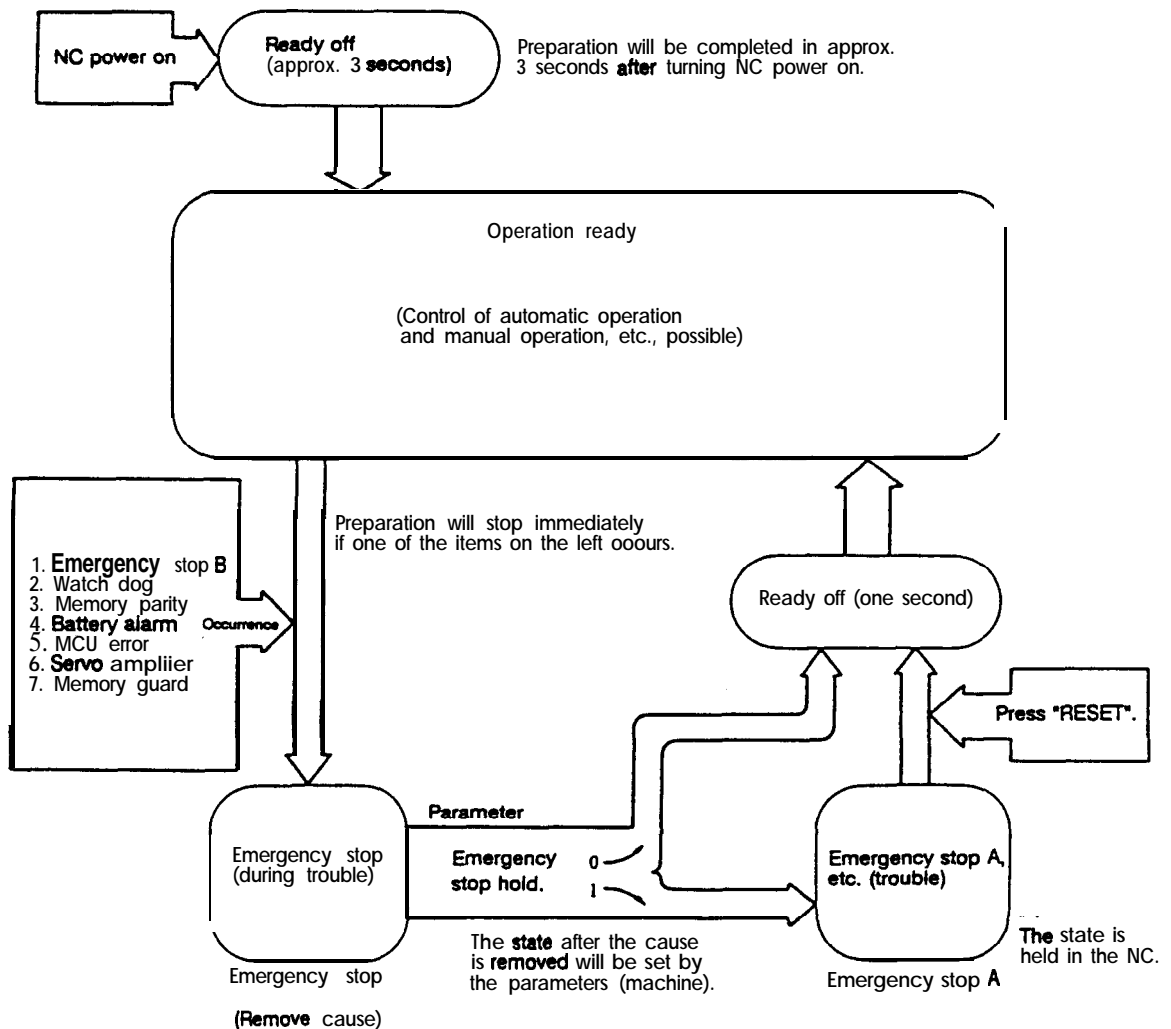 NC power on
Ready off
(approx. 3 seconds)
Preparation will be completed in approx.
3 seconds after turning NC power on.
Operation ready
(Control of automatic operation
and manual operation, etc., possible)
Preparation will stop immediately
if one of the items on the left ooours.
1. Emergency stop B
2. Watch dog
3. Memory parity
4. Battery alarm
5. MCU error
6. Servo ampliier
7. Memory guard
Occurrence
Ready off (one second)
Press "RESET".
Parameter
Emergency stop
(during trouble)
Emergency
stop hold.
0
1
Emergency stop A,
etc. (trouble)
The state after the cause
is removed will be set by
the parameters (machine).
The state is
held in the NC.
Emergency stop
Emergency stop A
(Remove cause)